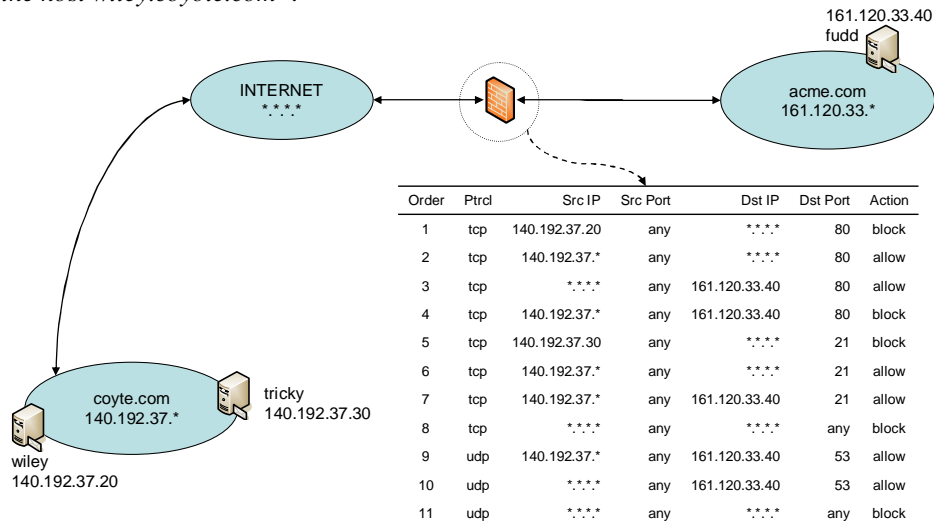 the host wiley.coyote.com".
161.120.33.40
fudd
INTERNET
*.*.*.*
acme.com
161.120.33.*
Order Ptrcl Src IP Src Port Dst IP Dst Port Action
1 tcp 140.192.37.20 any *.*.*.* 80 block
2 tcp 140.192.37.* any *.*.*.* 80 allow
3 tcp *.*.*.* any 161.120.33.40 80 allow
4 tcp 140.192.37.* any 161.120.33.40 80 block
5 tcp 140.192.37.30 any *.*.*.* 21 block
6 tcp 140.192.37.* any *.*.*.* 21 allow
7 tcp 140.192.37.* any 161.120.33.40 21 allow
8 tcp *.*.*.* any *.*.*.* any block
9 udp 140.192.37.* any 161.120.33.40 53 allow
10 udp *.*.*.* any 161.120.33.40 53 allow
11 udp *.*.*.* any *.*.*.* any block
coyte.com
140.192.37.*
tricky
140.192.37.30
wiley
140.192.37.20